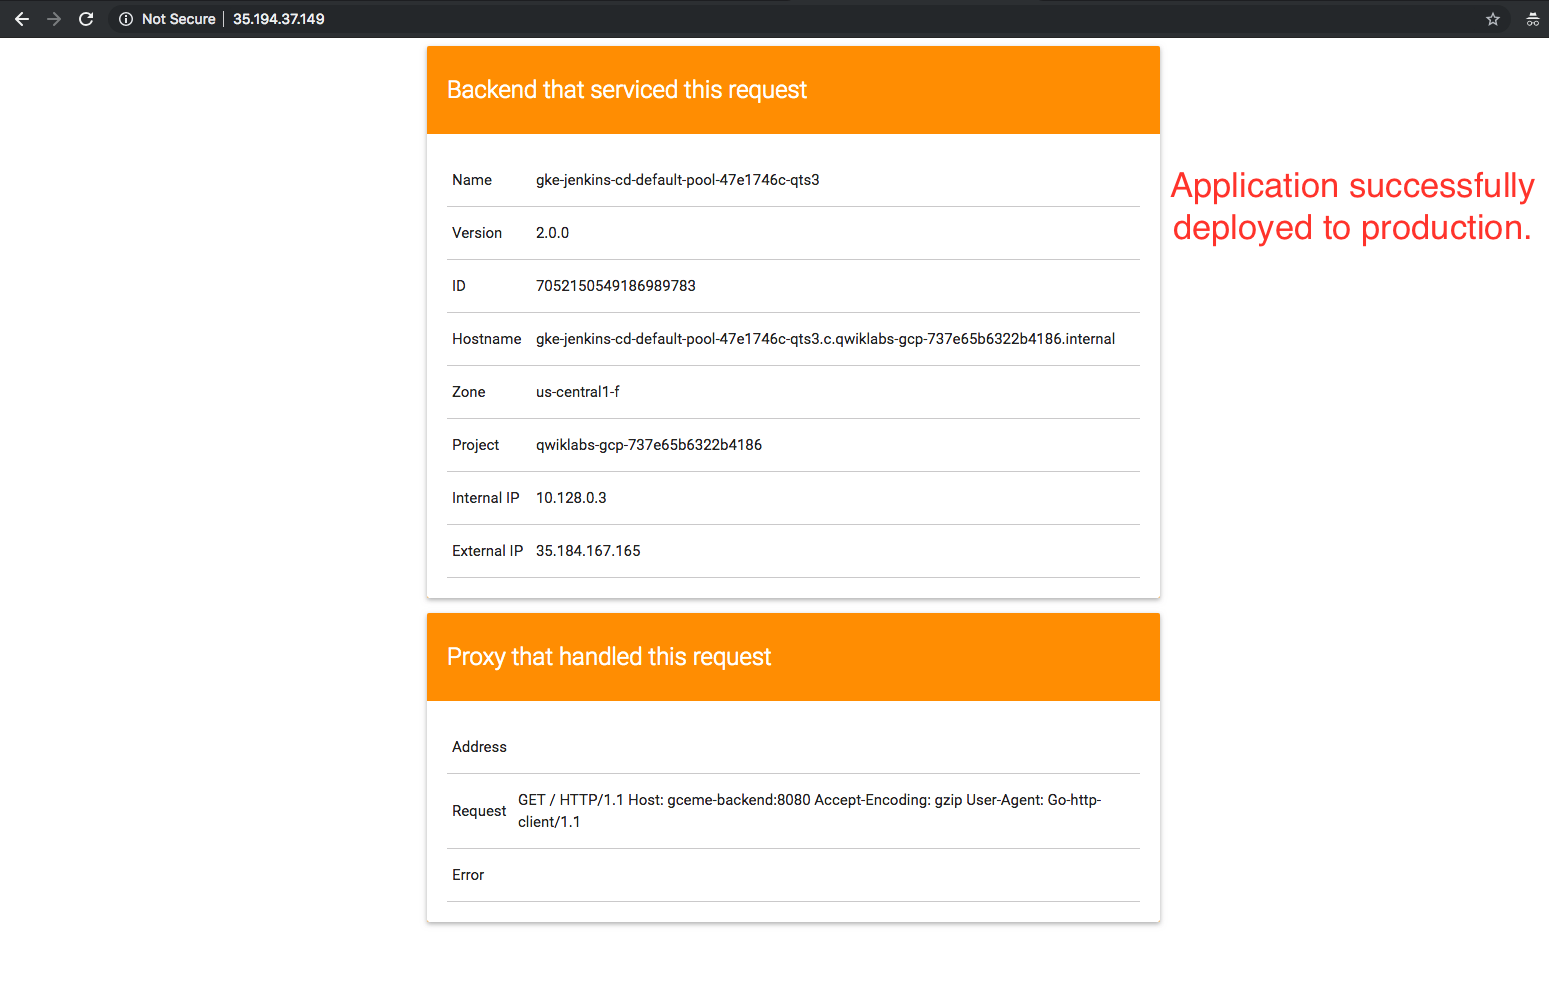 Not Secure | 35.194.37.149
Backend that serviced this request
Name gke-jenkins-cd-default-pool-47e1746c-qts3
Version 2.0.0
ID 7052150549186989783
Hostname gke-jenkins-cd-default-pool-47e1746c-qts3.c.qwiklabs-gcp-737e65b6322b4186.internal
Zone us-central1-f
Project qwiklabs-gcp-737e65b6322b4186
Internal IP 10.128.0.3
External IP 35.184.167.165
Application successfully
deployed to production.
Proxy that handled this request
Address
Request GET / HTTP/1.1 Host: gceme-backend:8080 Accept-Encoding: gzip User-Agent: Go-http-
client/1.1
Error